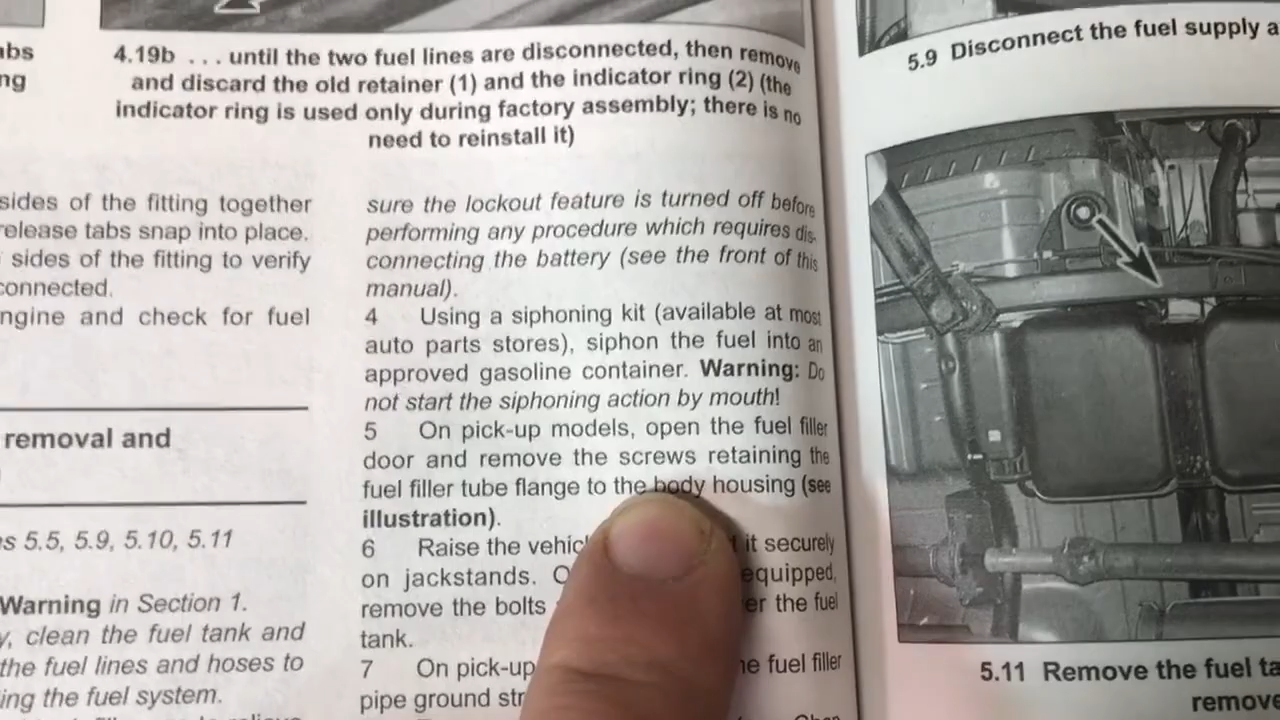 abs
ng
4.19b ... until the two fuel lines are disconnected, then remove
and discard the old retainer (1) and the indicator ring (2) (the
indicator ring is used only during factory assembly; there is no
need to reinstall it)
sides of the fitting together
release tabs snap into place.
sides of the fitting to verify
connected.
ngine and check for fuel
removal and
es 5.5, 5.9, 5.10, 5.11
Warning in Section 1.
y, clean the fuel tank and
the fuel lines and hoses to
ing the fuel system.
sure the lockout feature is turned off before
performing any procedure which requires dis-
connecting the battery (see the front of this
manual).
4 Using a siphoning kit (available at most
auto parts stores), siphon the fuel into an
approved gasoline container. Warning: Do
not start the siphoning action by mouth!
5 On pick-up models, open the fuel filler
door and remove the screws retaining the
fuel filler tube flange to the body housing (see
illustration).
6 Raise the vehicl it securely
on jackstands. O equipped,
remove the bolts er the fuel
tank.
7 On pick-up he fuel filler
pipe ground str
5.9 Disconnect the fuel supply a
5.11 Remove the fuel ta
remove